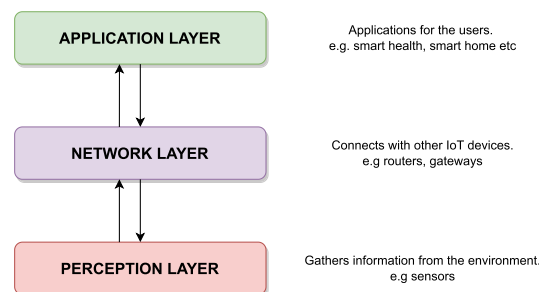 APPLICATION LAYER
Applications for the users.
e.g. smart health, smart home etc
NETWORK LAYER
Connects with other IoT devices.
e.g routers, gateways
PERCEPTION LAYER
Gathers information from the environment.
e.g sensors